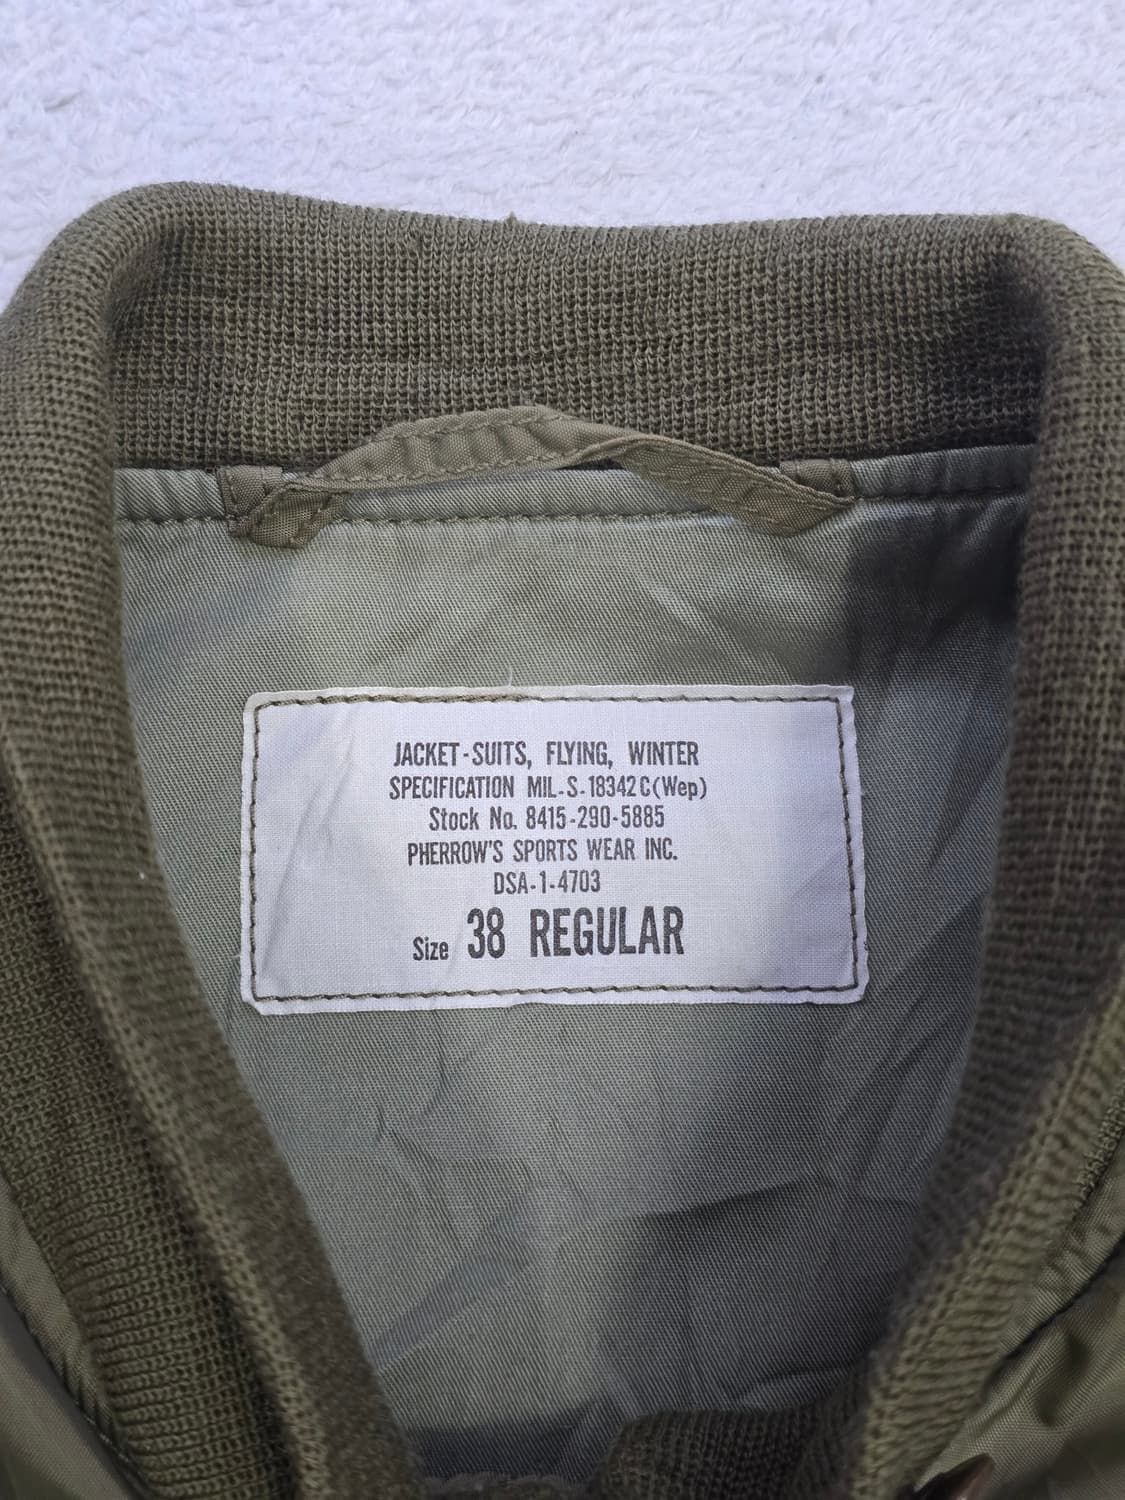 JACKET-SUITS, FLYING, WINTER
SPECIFICATION MIL-S-18342C(Wep)
Stock No. 8415-290-5885
PHERROW'S SPORTS WEAR INC.
DSA-1-4703
Size 38 REGULAR